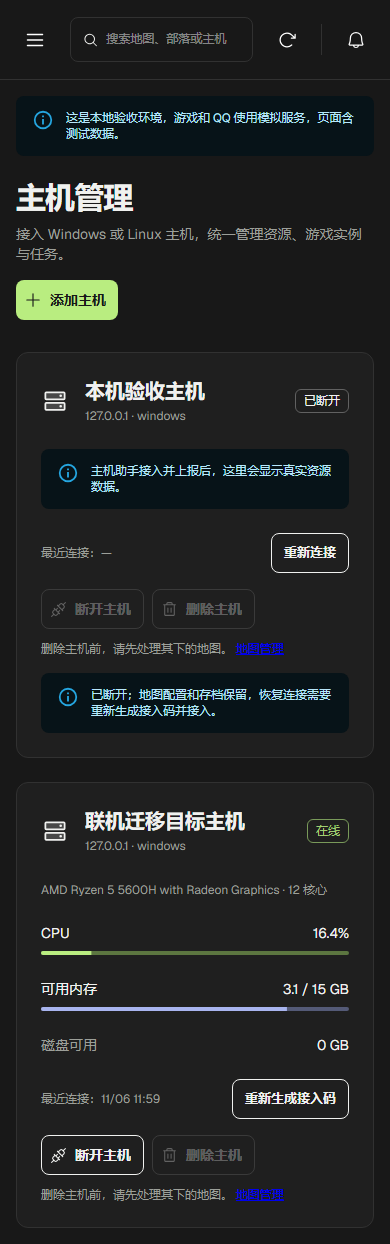 搜索地图、部落或主机
这是本地验收环境，游戏和 QQ 使用模拟服务，页面含
测试数据。
主机管理
接入 Windows 或 Linux 主机，统一管理资源、游戏实例
与任务。
添加主机
本机验收主机
已断开
127.0.0.1 · windows
主机助手接入并上报后，这里会显示真实资源
数据。
最近连接：—
重新连接
断开主机
删除主机
删除主机前，请先处理其下的地图。
已断开；地图配置和存档保留，恢复连接需要
重新生成接入码并接入。
联机迁移目标主机
在线
127.0.0.1 · windows
AMD Ryzen 5 5600H with Radeon Graphics · 12 核心
CPU
16.4%
可用内存
3.1 / 15 GB
磁盘可用
0 GB
最近连接：11/06 11:59
重新生成接入码
断开主机
删除主机
删除主机前，请先处理其下的地图。